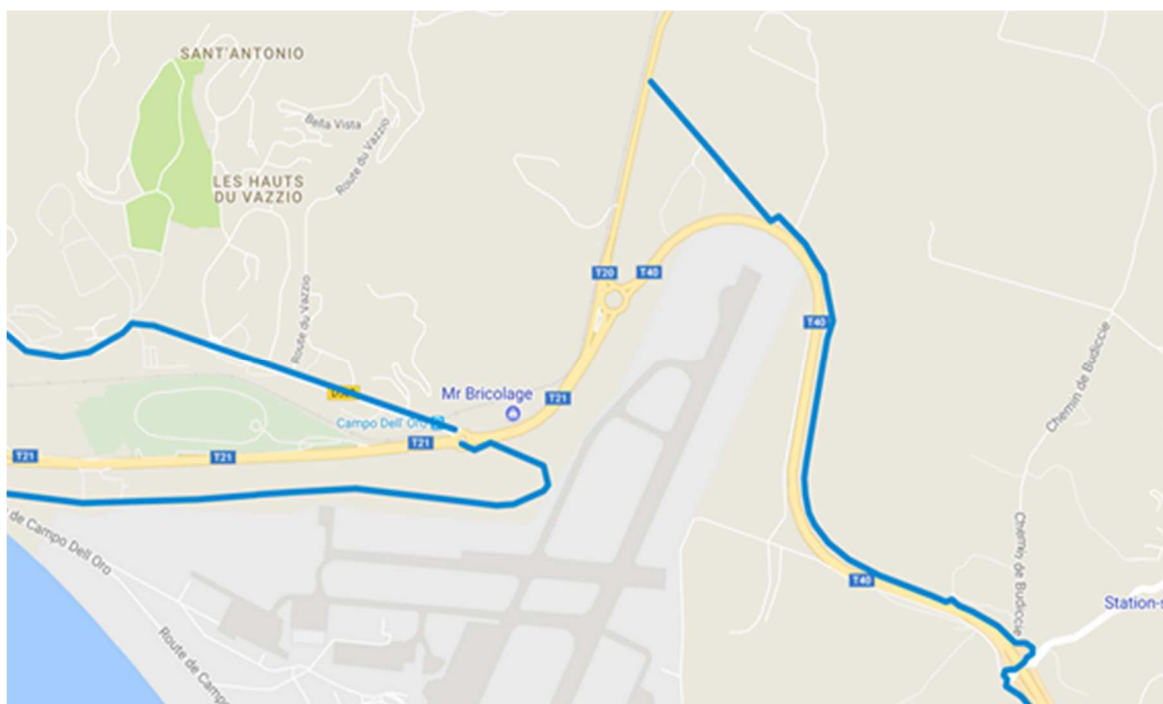 SANT'ANTONIO
Bella Vista
LES HAUTS
DU VAZZIO
Route du Vazzio
T20
T40
Route du Vazzio
T40
Chemin de Budiccie
Mr Bricolage
T21
Campo Dell' Oro
T21
T21
T21
de Campo Dell' Oro
Chemin de Budiccie
T40
Station-s
Route de Campo